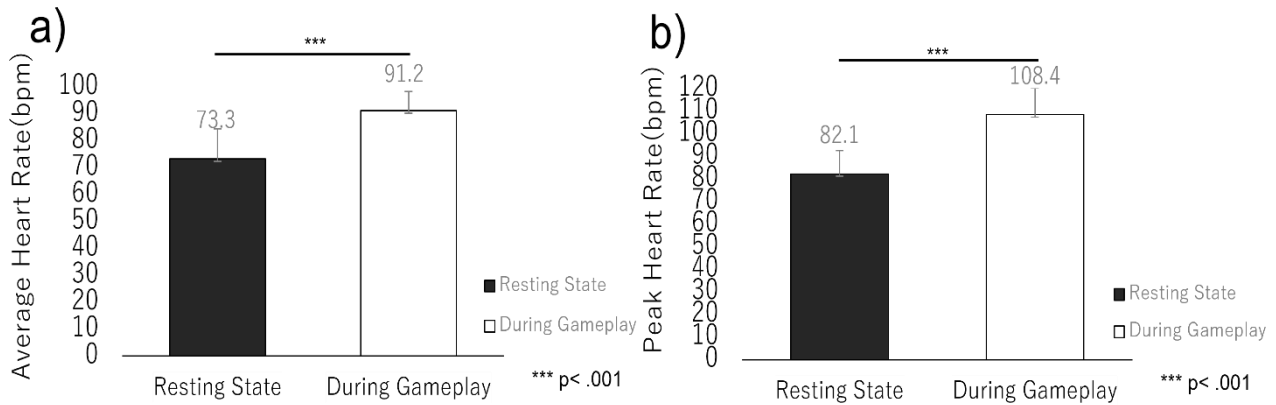 a)
***
Average Heart Rate(bpm)
100
90
80
70
60
50
40
30
20
10
0
73.3
91.2
Resting State
During Gameplay
Resting State
During Gameplay
*** p< .001
b)
***
Peak Heart Rate(bpm)
120
110
100
90
80
70
60
50
40
30
20
10
0
82.1
108.4
Resting State
During Gameplay
Resting State
During Gameplay
*** p< .001